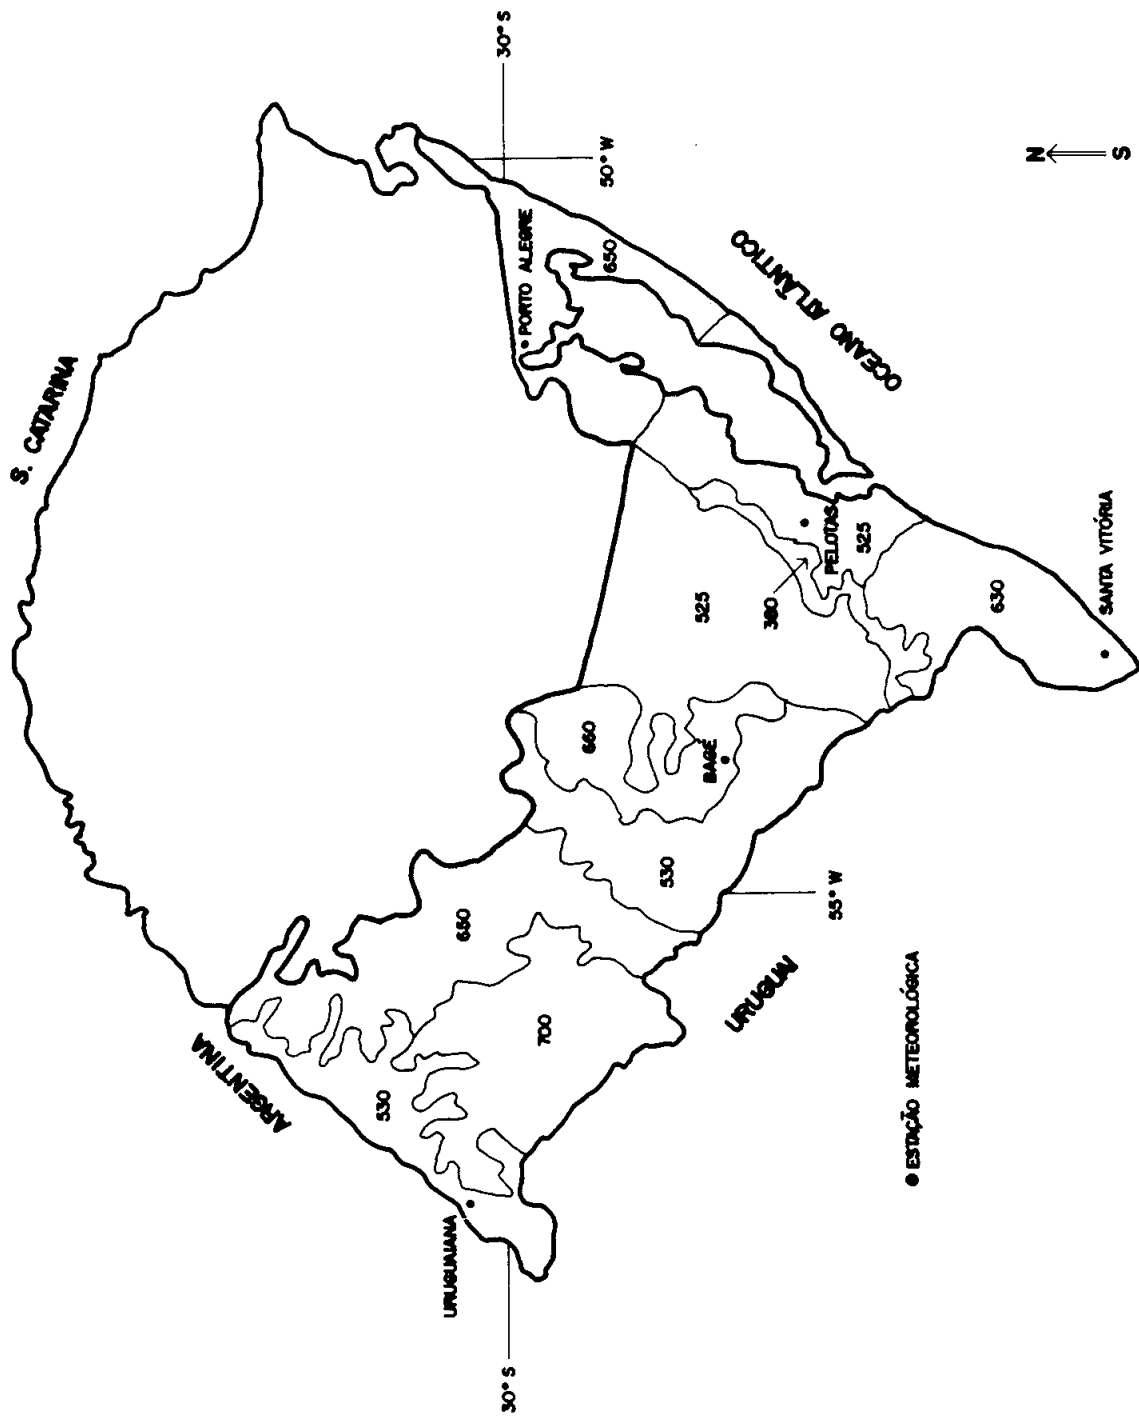 S. CATARINA
ARGENTINA
URUGUAI
OCEANO ATLÂNTICO
30° S
50° W
PORTO ALEGRE
650
525
PELOTAS
525
380
630
SANTA VITÓRIA
660
BAGÉ
530
650
700
530
URUGUAIANA
30° S
55° W
N
S
ESTAÇÃO METEOROLÓGICA